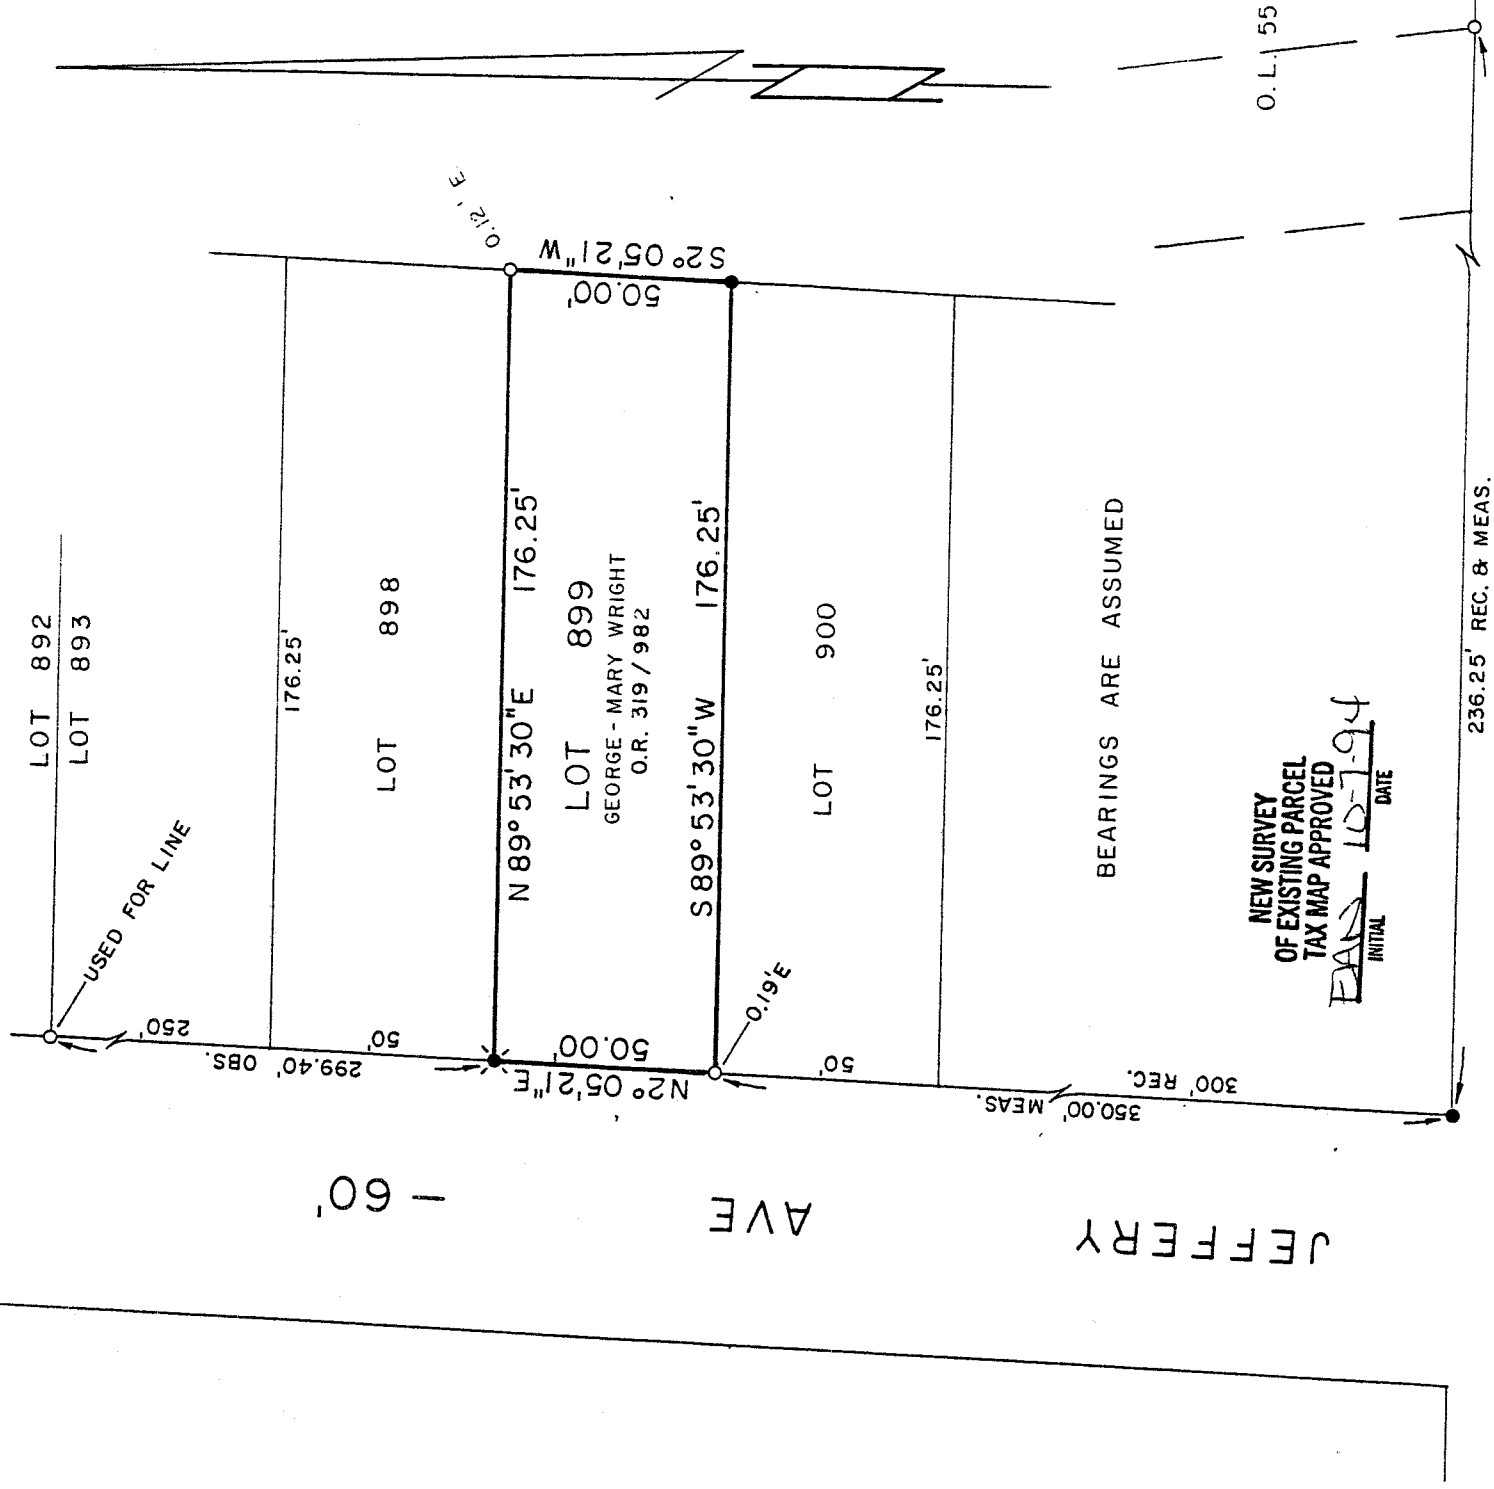 LOT 892
LOT 893
USED FOR LINE
176.25'
LOT 898
250'
50'
299.40' OBS.
0.12' E
N 89° 53' 30" E 176.25'
LOT 899
GEORGE - MARY WRIGHT
O.R. 319 / 982
S 89° 53' 30" W 176.25'
S2° 05' 21" W
50.00'
50.00'
N2° 05' 21" E
0.19' E
LOT 900
50'
176.25'
BEARINGS ARE ASSUMED
300' REC.
350.00' MEAS.
NEW SURVEY
OF EXISTING PARCEL
TAX MAP APPROVED
10-7-94
INITIAL DATE
236.25' REC. & MEAS.
O. L. 55
JEFFERY AVE - 60'